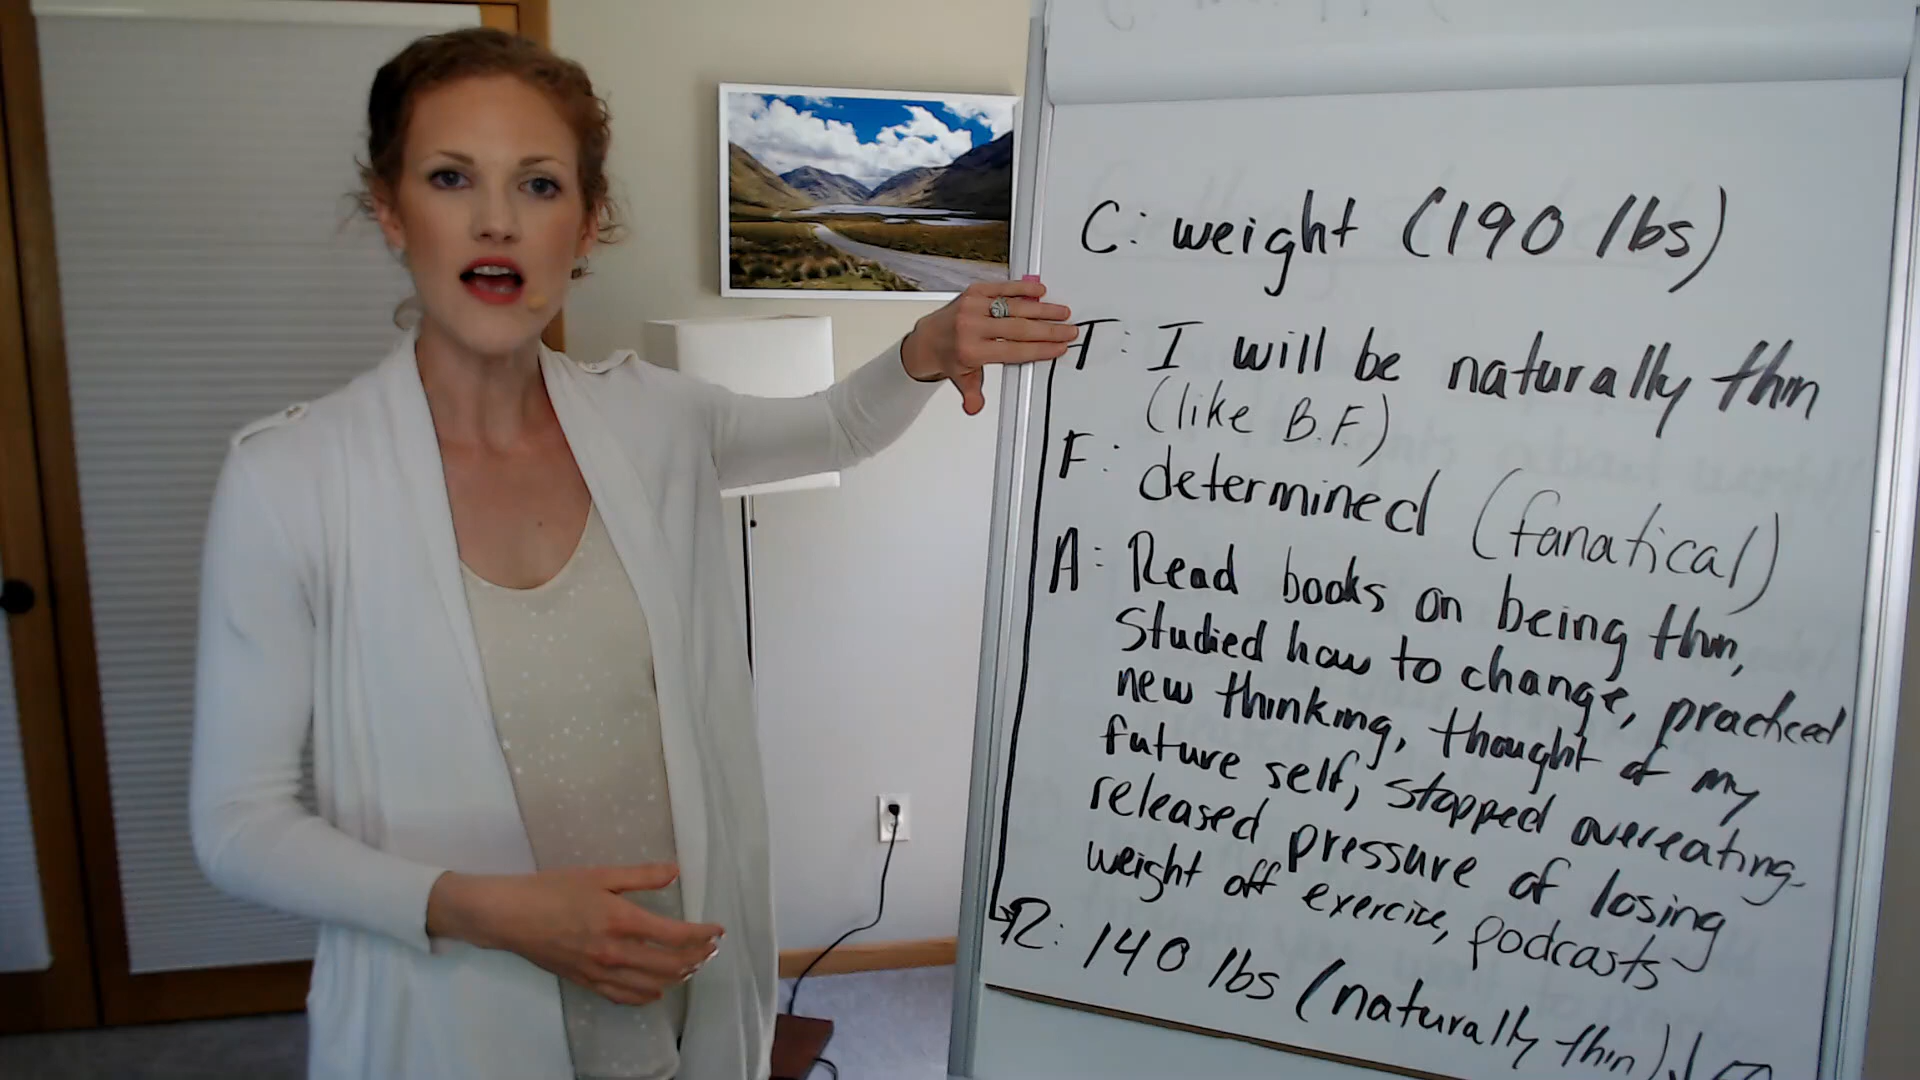 C: weight (190 lbs)
T: I will be naturally thin
(like B.F.)
F: determined (fanatical)
A: Read books on being thin,
Studied how to change, practiced
new thinking, thought of my
future self, stopped overeating.
released pressure of losing
weight off exercise, podcasts
R: 140 lbs (naturally thin)